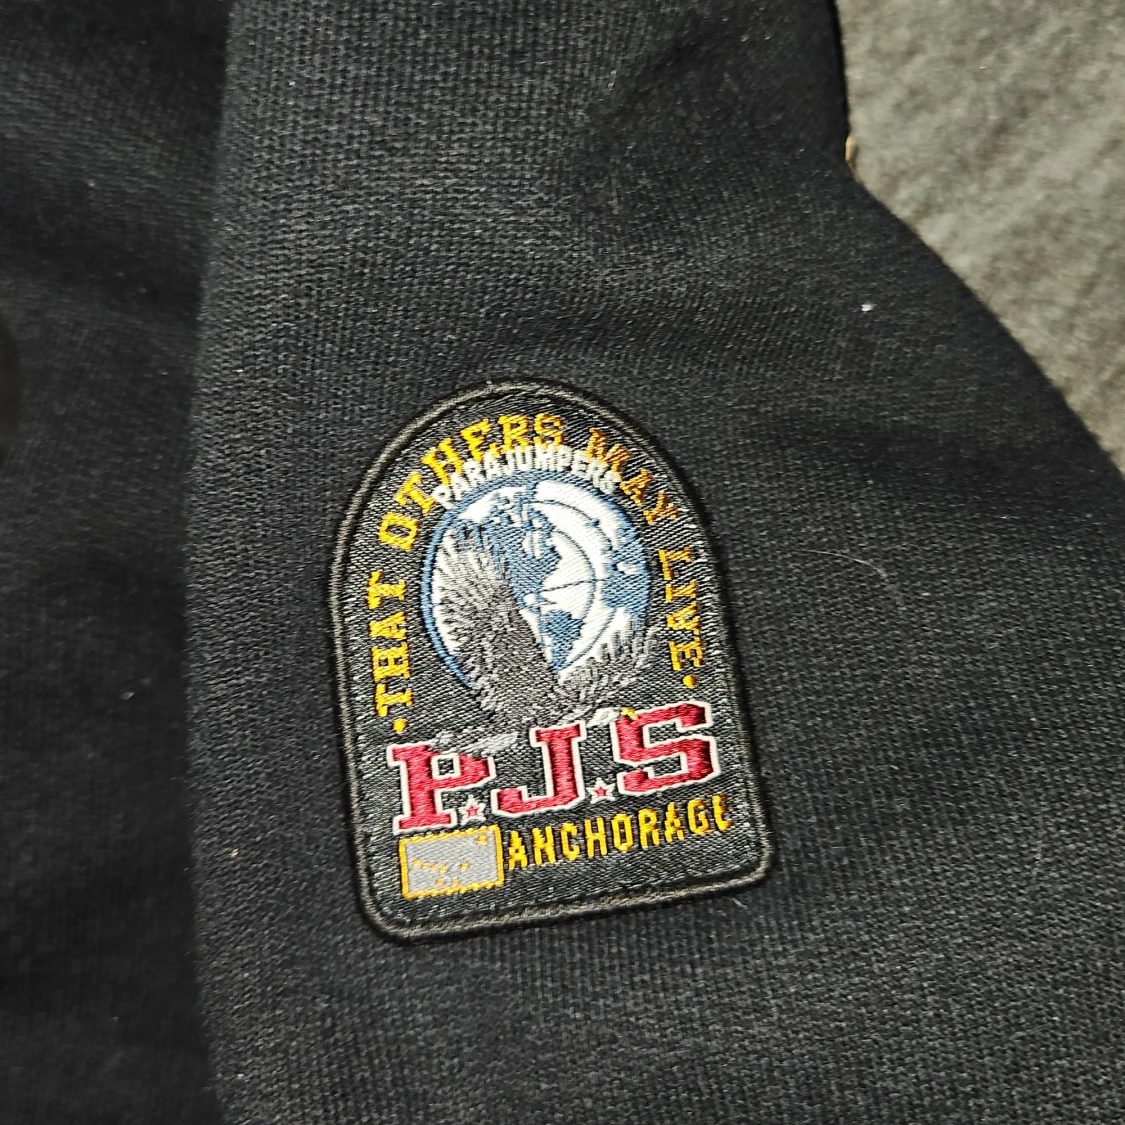 ·THAT OTHERS MAY LIVE·
PARAJUMPERS
P.J.S
ANCHORAGE